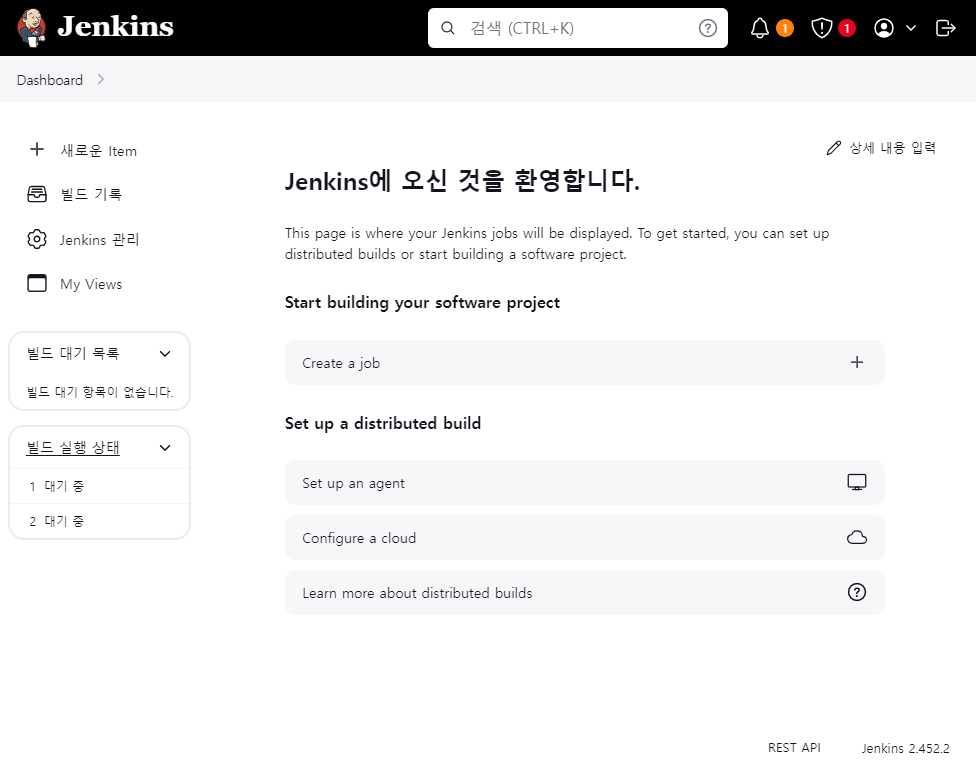 Jenkins
검색 (CTRL+K)
1
1
Dashboard
새로운 Item
빌드 기록
Jenkins 관리
My Views
빌드 대기 목록
빌드 대기 항목이 없습니다.
빌드 실행 상태
1 대기 중
2 대기 중
상세 내용 입력
Jenkins에 오신 것을 환영합니다.
This page is where your Jenkins jobs will be displayed. To get started, you can set up
distributed builds or start building a software project.
Start building your software project
Create a job
Set up a distributed build
Set up an agent
Configure a cloud
Learn more about distributed builds
REST API
Jenkins 2.452.2